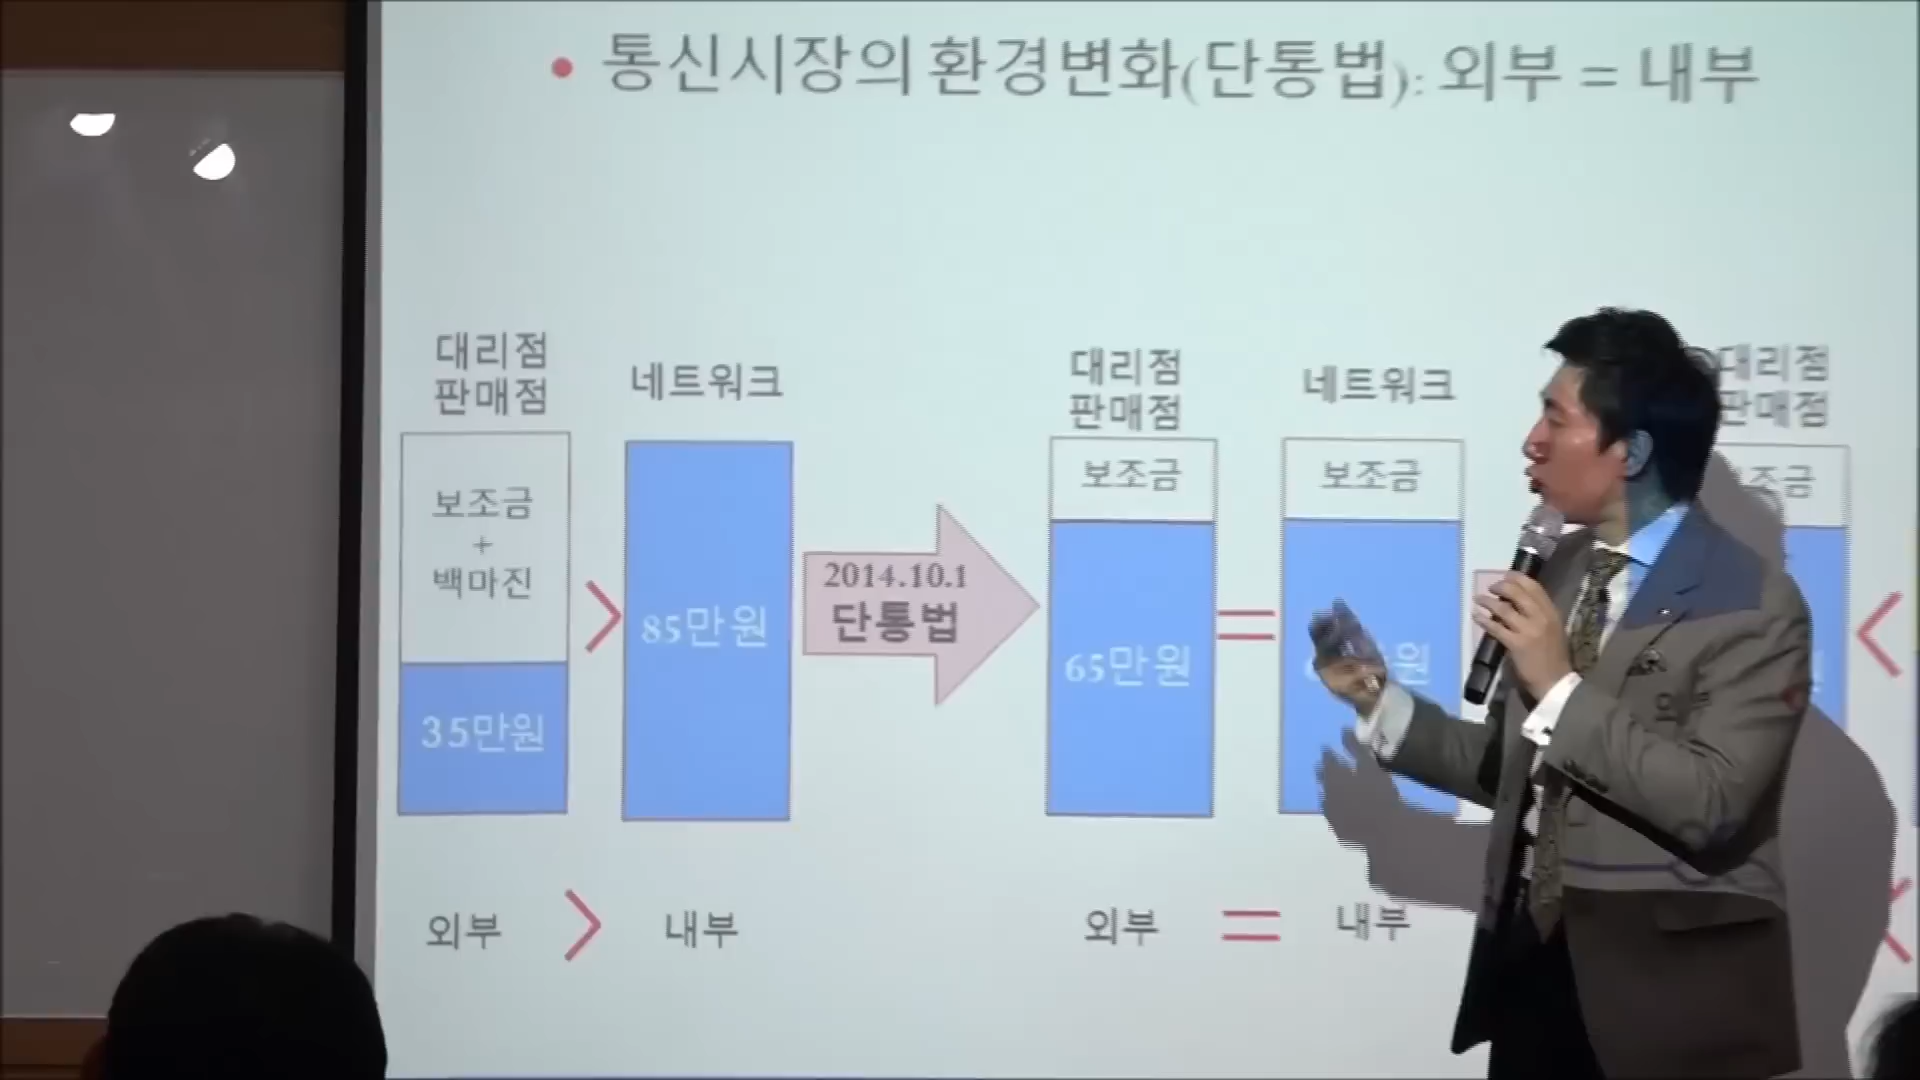 • 통신시장의 환경변화(단통법): 외부 = 내부
대리점
판매점
네트워크
보조금
+
백마진
35만원
>
85만원
2014.10.1
단통법
대리점
판매점
네트워크
보조금
65만원
=
보조금
만원
대리점
판매점
조금
<
외부 > 내부
외부 = 내부